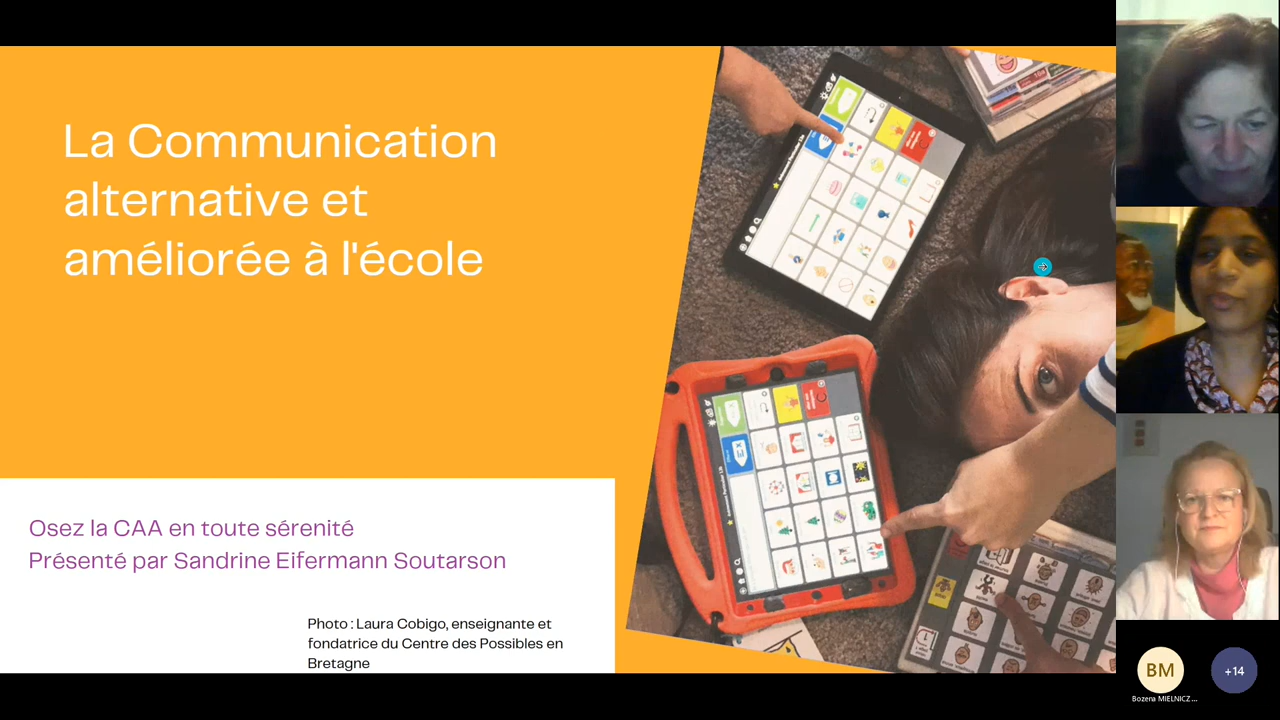 La Communication
alternative et
améliorée à l'école
Osez la CAA en toute sérenité
Présenté par Sandrine Eifermann Soutarson
Photo : Laura Cobigo, enseignante et
fondatrice du Centre des Possibles en
Bretagne
BM
+14
Bozena MIELNICZ...